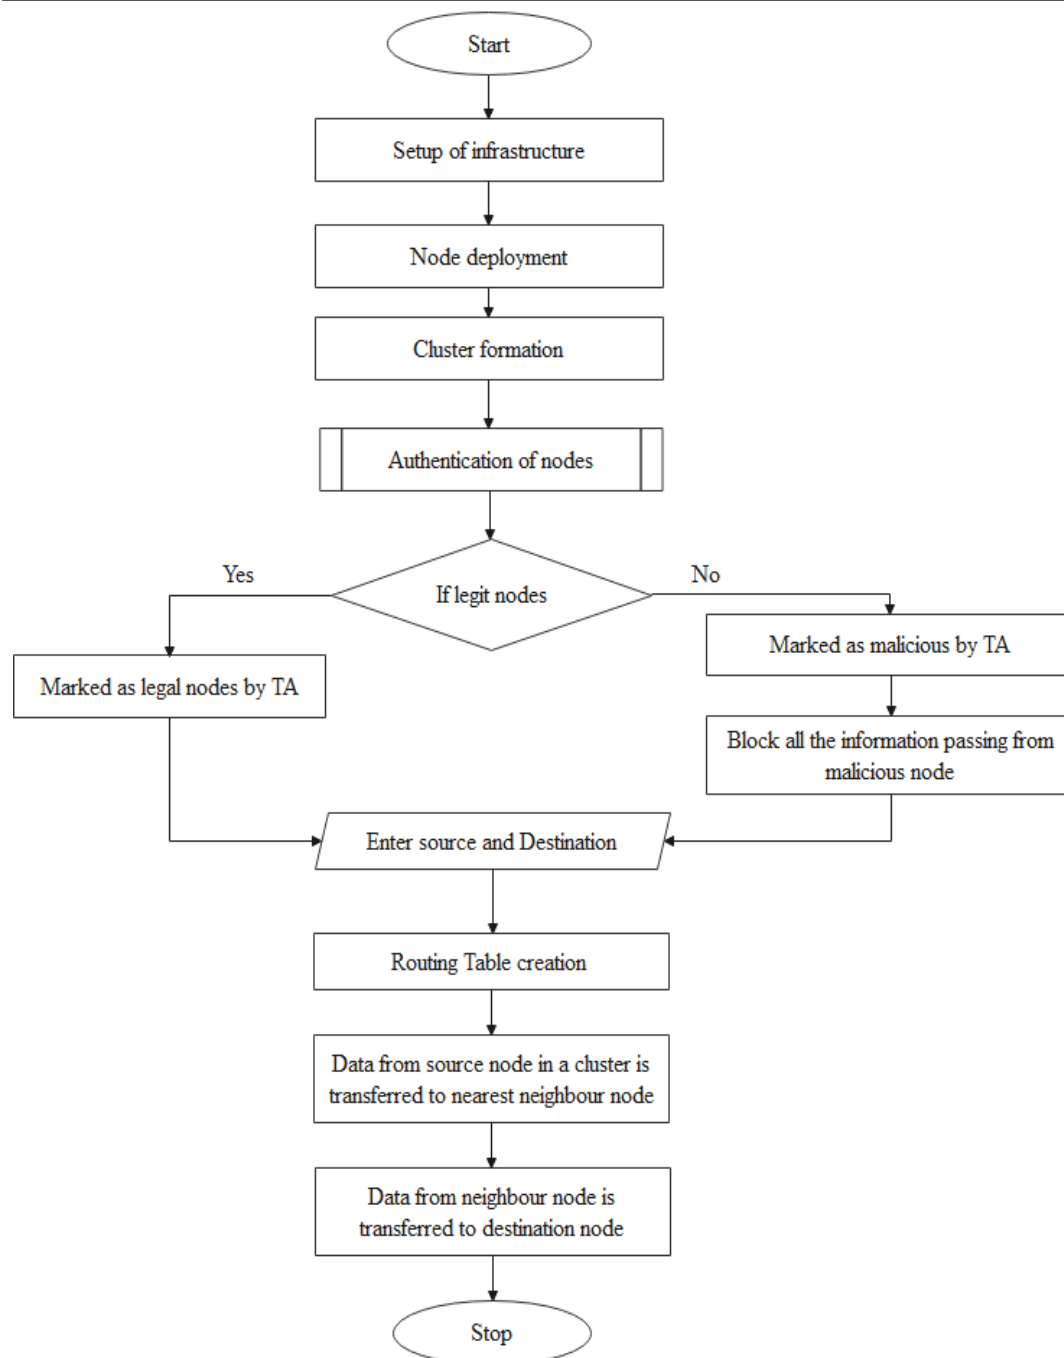 Start
Setup of infrastructure
Node deployment
Cluster formation
Authentication of nodes
If legit nodes
Yes
No
Marked as legal nodes by TA
Marked as malicious by TA
Block all the information passing from
malicious node
Enter source and Destination
Routing Table creation
Data from source node in a cluster is
transferred to nearest neighbour node
Data from neighbour node is
transferred to destination node
Stop